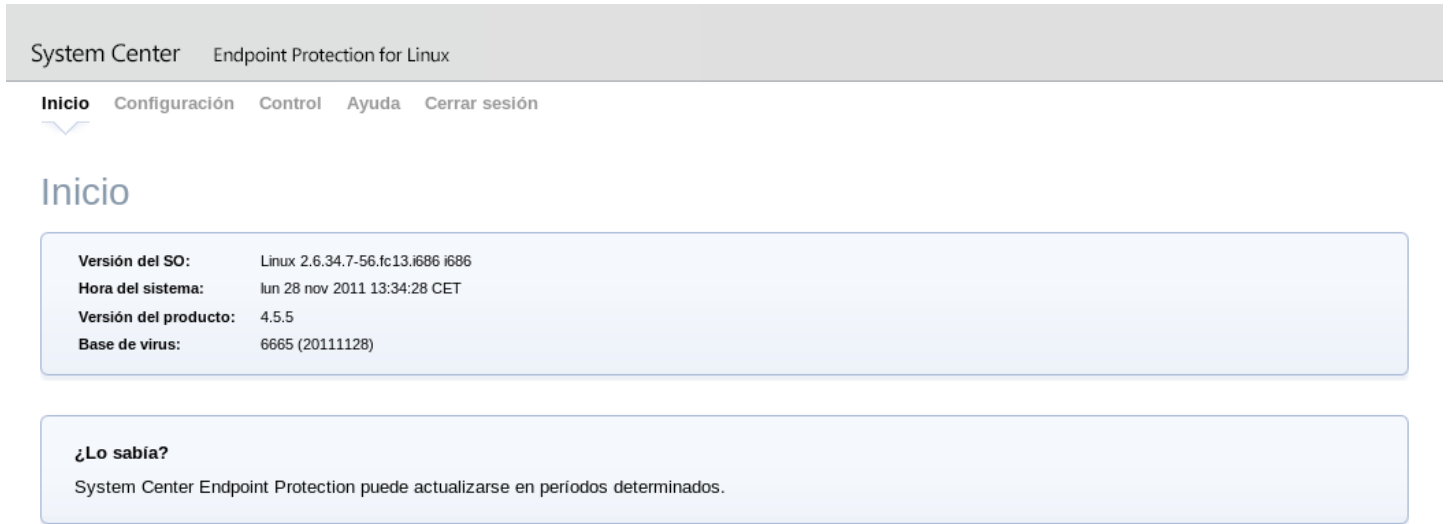 System Center Endpoint Protection for Linux
Inicio Configuración Control Ayuda Cerrar sesión
Inicio
Versión del SO: Linux 2.6.34.7-56.fc13.i686 i686
Hora del sistema: lun 28 nov 2011 13:34:28 CET
Versión del producto: 4.5.5
Base de virus: 6665 (20111128)
¿Lo sabía?
System Center Endpoint Protection puede actualizarse en períodos determinados.